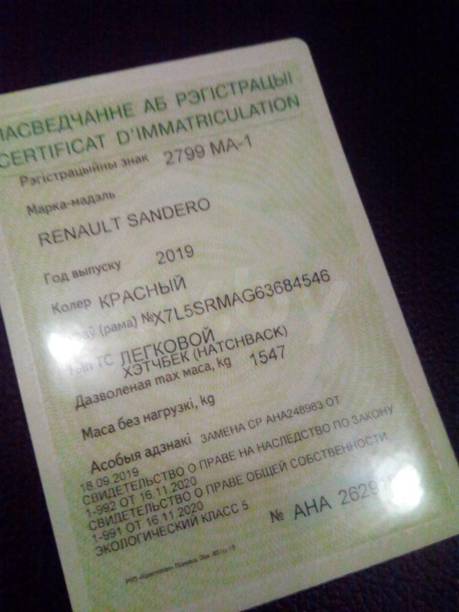 ПАСВЕДЧАННЕ АБ РЭГІСТРАЦЫІ
CERTIFICAT D'IMMATRICULATION
Рэгістрацыйны знак 2799 МА-1
Марка-мадэль
RENAULT SANDERO
Год выпуску 2019
Колер КРАСНЫЙ
(рама) №X7L5SRMAG63684546
ТС ЛЕГКОВОЙ
ХЭТЧБЕК (HATCHBACK)
Дазволеная max маса, kg 1547
Маса без нагрузкі, kg
Асобыя адзнакі ЗАМЕНА СР АНА248983 ОТ
18.09.2019
СВИДЕТЕЛЬСТВО О ПРАВЕ НА НАСЛЕДСТВО ПО ЗАКОНУ
1-992 ОТ 16.11.2020
СВИДЕТЕЛЬСТВО О ПРАВЕ ОБЩЕЙ СОБСТВЕННОСТИ
1-991 ОТ 16.11.2020
ЭКОЛОГИЧЕСКИЙ КЛАСС 5
№ АНА